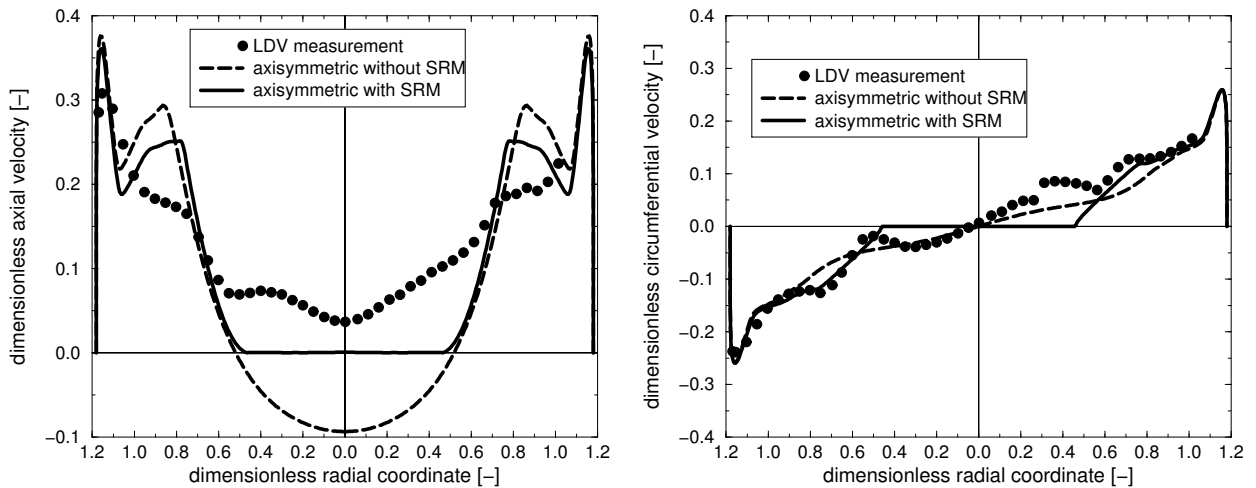 0.4
0.3
0.2
0.1
0.0
−0.1
dimensionless axial velocity [-]
LDV measurement
axisymmetric without SRM
axisymmetric with SRM
1.2 1.0 0.8 0.6 0.4 0.2 0.0 0.2 0.4 0.6 0.8 1.0 1.2
dimensionless radial coordinate [-]
0.4
0.3
0.2
0.1
0.0
−0.1
−0.2
−0.3
−0.4
dimensionless circumferential velocity [-]
LDV measurement
axisymmetric without SRM
axisymmetric with SRM
1.2 1.0 0.8 0.6 0.4 0.2 0.0 0.2 0.4 0.6 0.8 1.0 1.2
dimensionless radial coordinate [-]